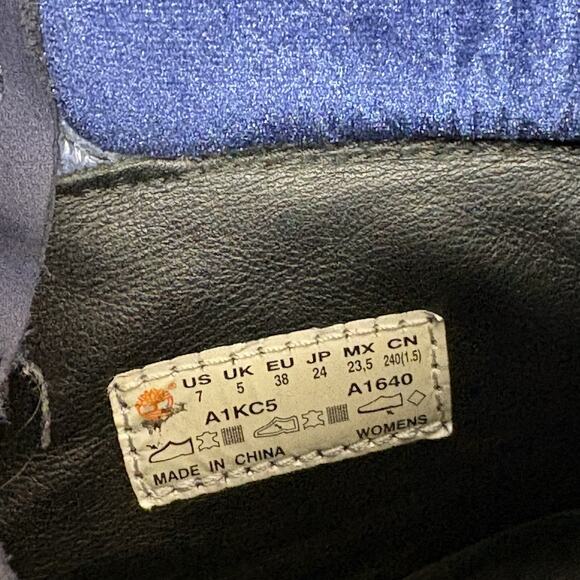 US UK EU JP MX CN
7 5 38 24 23,5 240(1.5)
A1KC5 A1640
WOMENS
MADE IN CHINA